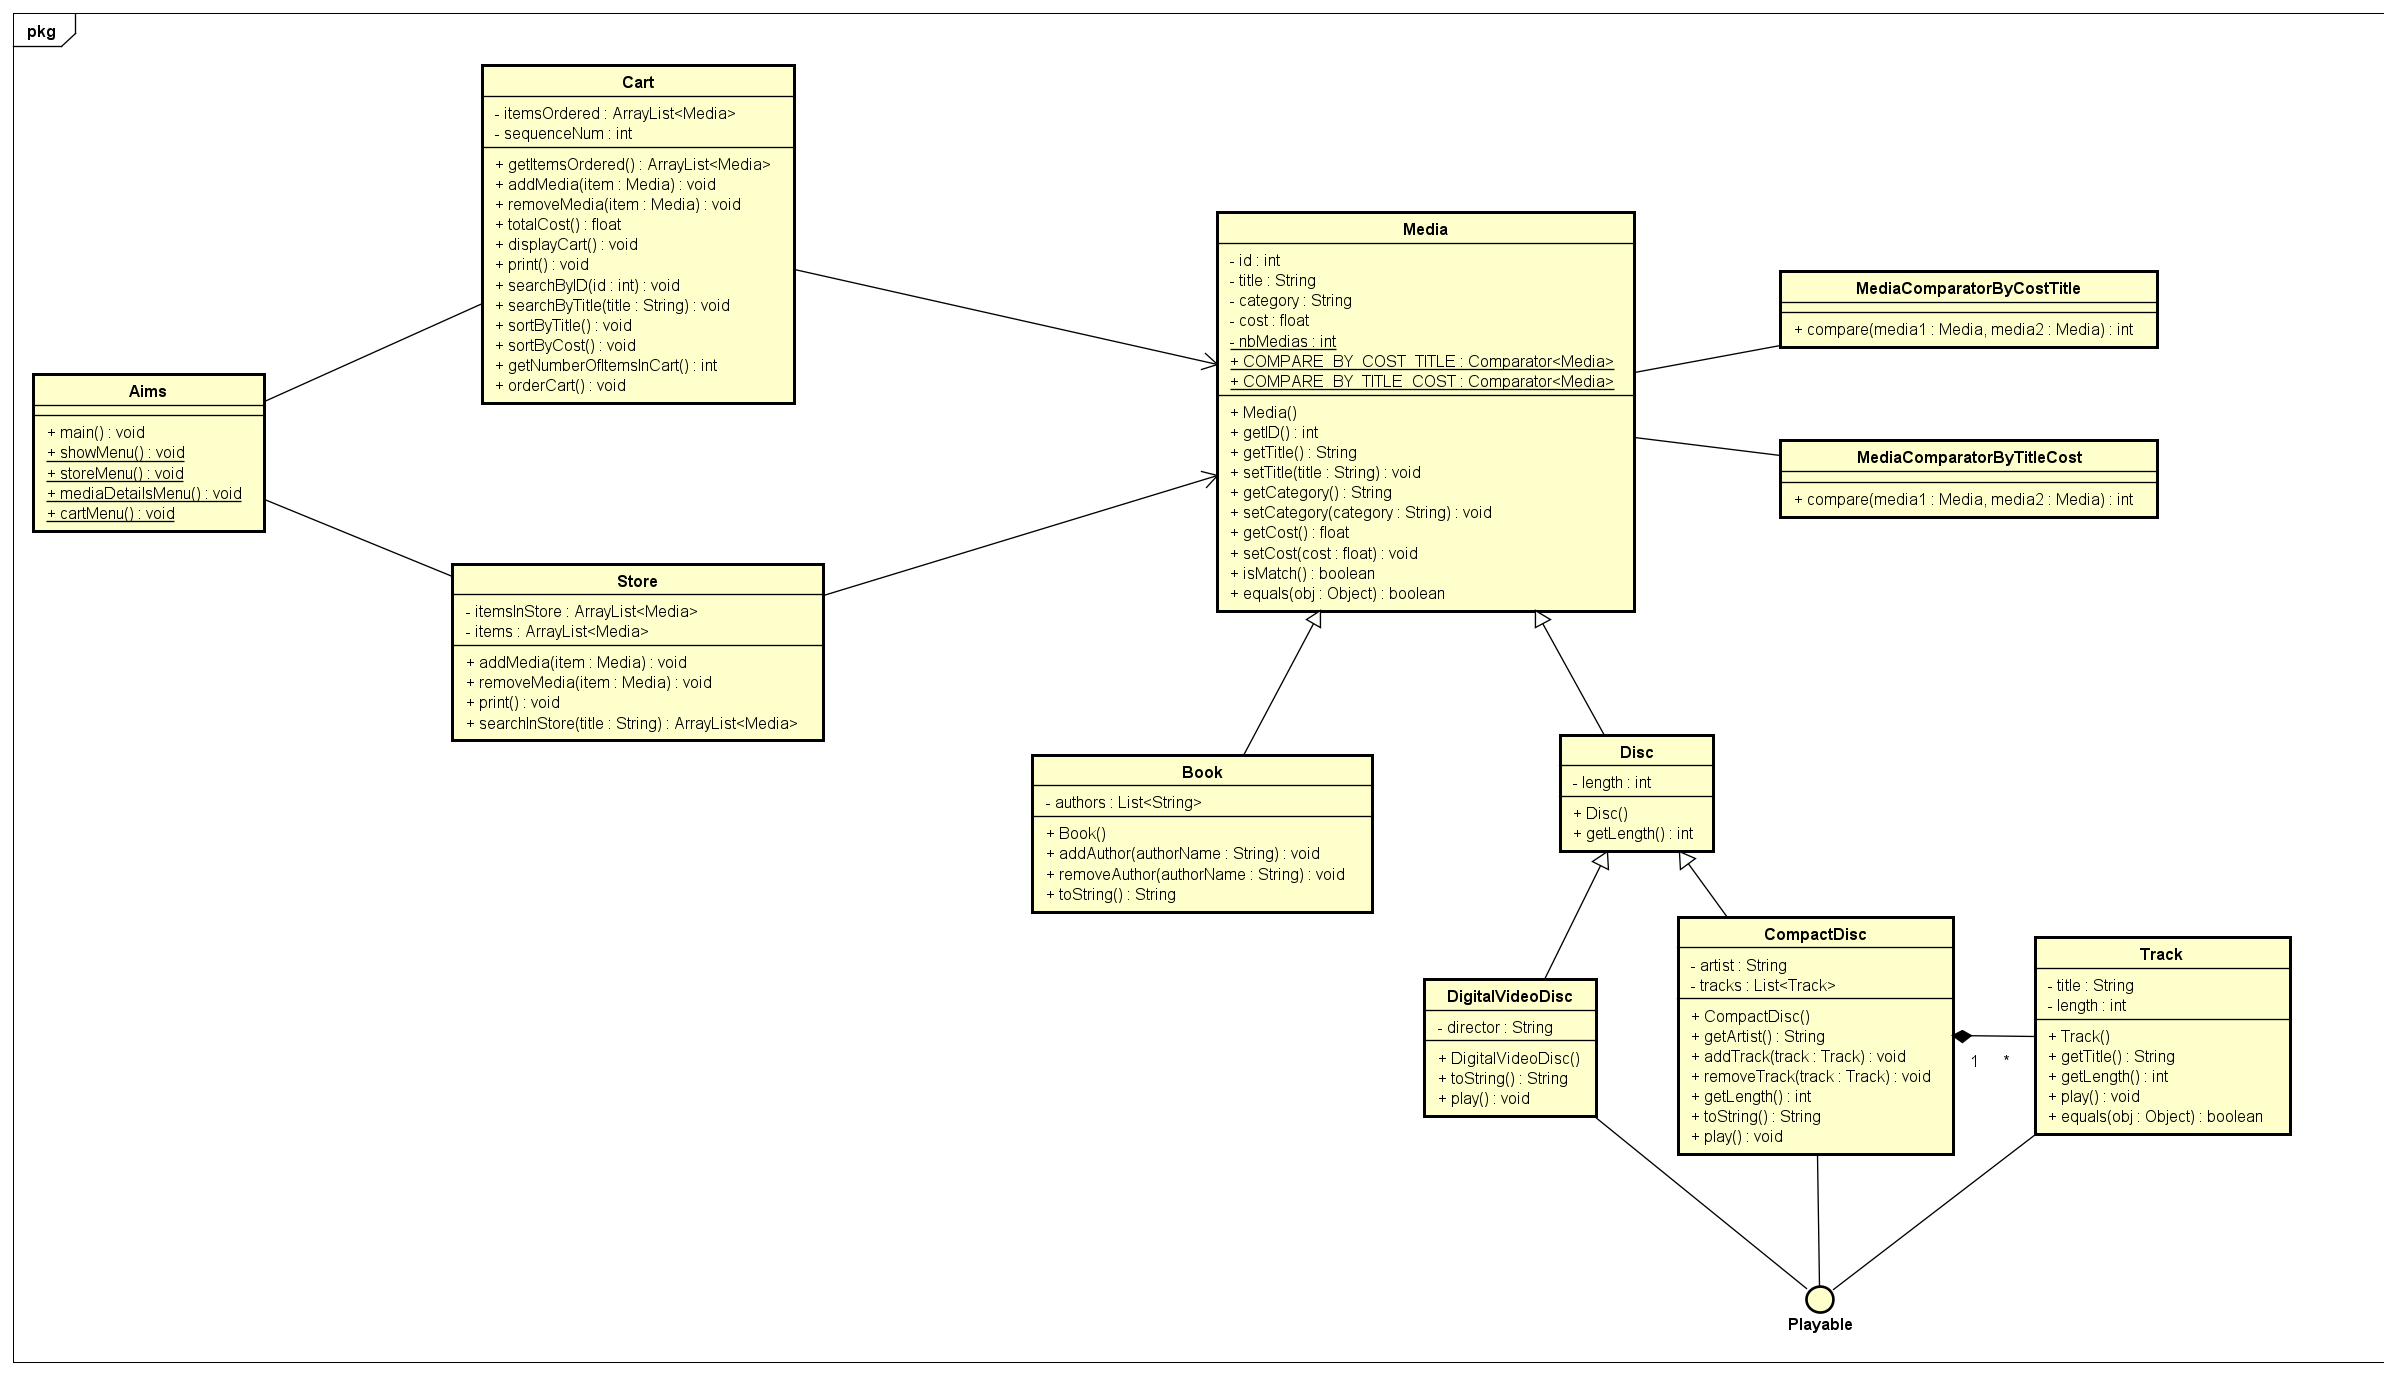 pkg
Cart
- itemsOrdered : ArrayList<Media>
- sequenceNum : int
+ getItemsOrdered() : ArrayList<Media>
+ addMedia(item : Media) : void
+ removeMedia(item : Media) : void
+ totalCost() : float
+ displayCart() : void
+ print() : void
+ searchByID(id : int) : void
+ searchByTitle(title : String) : void
+ sortByTitle() : void
+ sortByCost() : void
+ getNumberOfItemsInCart() : int
+ orderCart() : void
Media
- id : int
- title : String
- category : String
- cost : float
- nbMedias : int
+ COMPARE_BY_COST_TITLE : Comparator<Media>
+ COMPARE_BY_TITLE_COST : Comparator<Media>
+ Media()
+ getID() : int
+ getTitle() : String
+ setTitle(title : String) : void
+ getCategory() : String
+ setCategory(category : String) : void
+ getCost() : float
+ setCost(cost : float) : void
+ isMatch() : boolean
+ equals(obj : Object) : boolean
MediaComparatorByCostTitle
+ compare(media1 : Media, media2 : Media) : int
MediaComparatorByTitleCost
+ compare(media1 : Media, media2 : Media) : int
Aims
+ main() : void
+ showMenu() : void
+ storeMenu() : void
+ mediaDetailsMenu() : void
+ cartMenu() : void
Store
- itemsInStore : ArrayList<Media>
- items : ArrayList<Media>
+ addMedia(item : Media) : void
+ removeMedia(item : Media) : void
+ print() : void
+ searchInStore(title : String) : ArrayList<Media>
Book
- authors : List<String>
+ Book()
+ addAuthor(authorName : String) : void
+ removeAuthor(authorName : String) : void
+ toString() : String
Disc
- length : int
+ Disc()
+ getLength() : int
DigitalVideoDisc
- director : String
+ DigitalVideoDisc()
+ toString() : String
+ play() : void
CompactDisc
- artist : String
- tracks : List<Track>
+ CompactDisc()
+ getArtist() : String
+ addTrack(track : Track) : void
+ removeTrack(track : Track) : void
+ getLength() : int
+ toString() : String
+ play() : void
1 *
Track
- title : String
- length : int
+ Track()
+ getTitle() : String
+ getLength() : int
+ play() : void
+ equals(obj : Object) : boolean
Playable